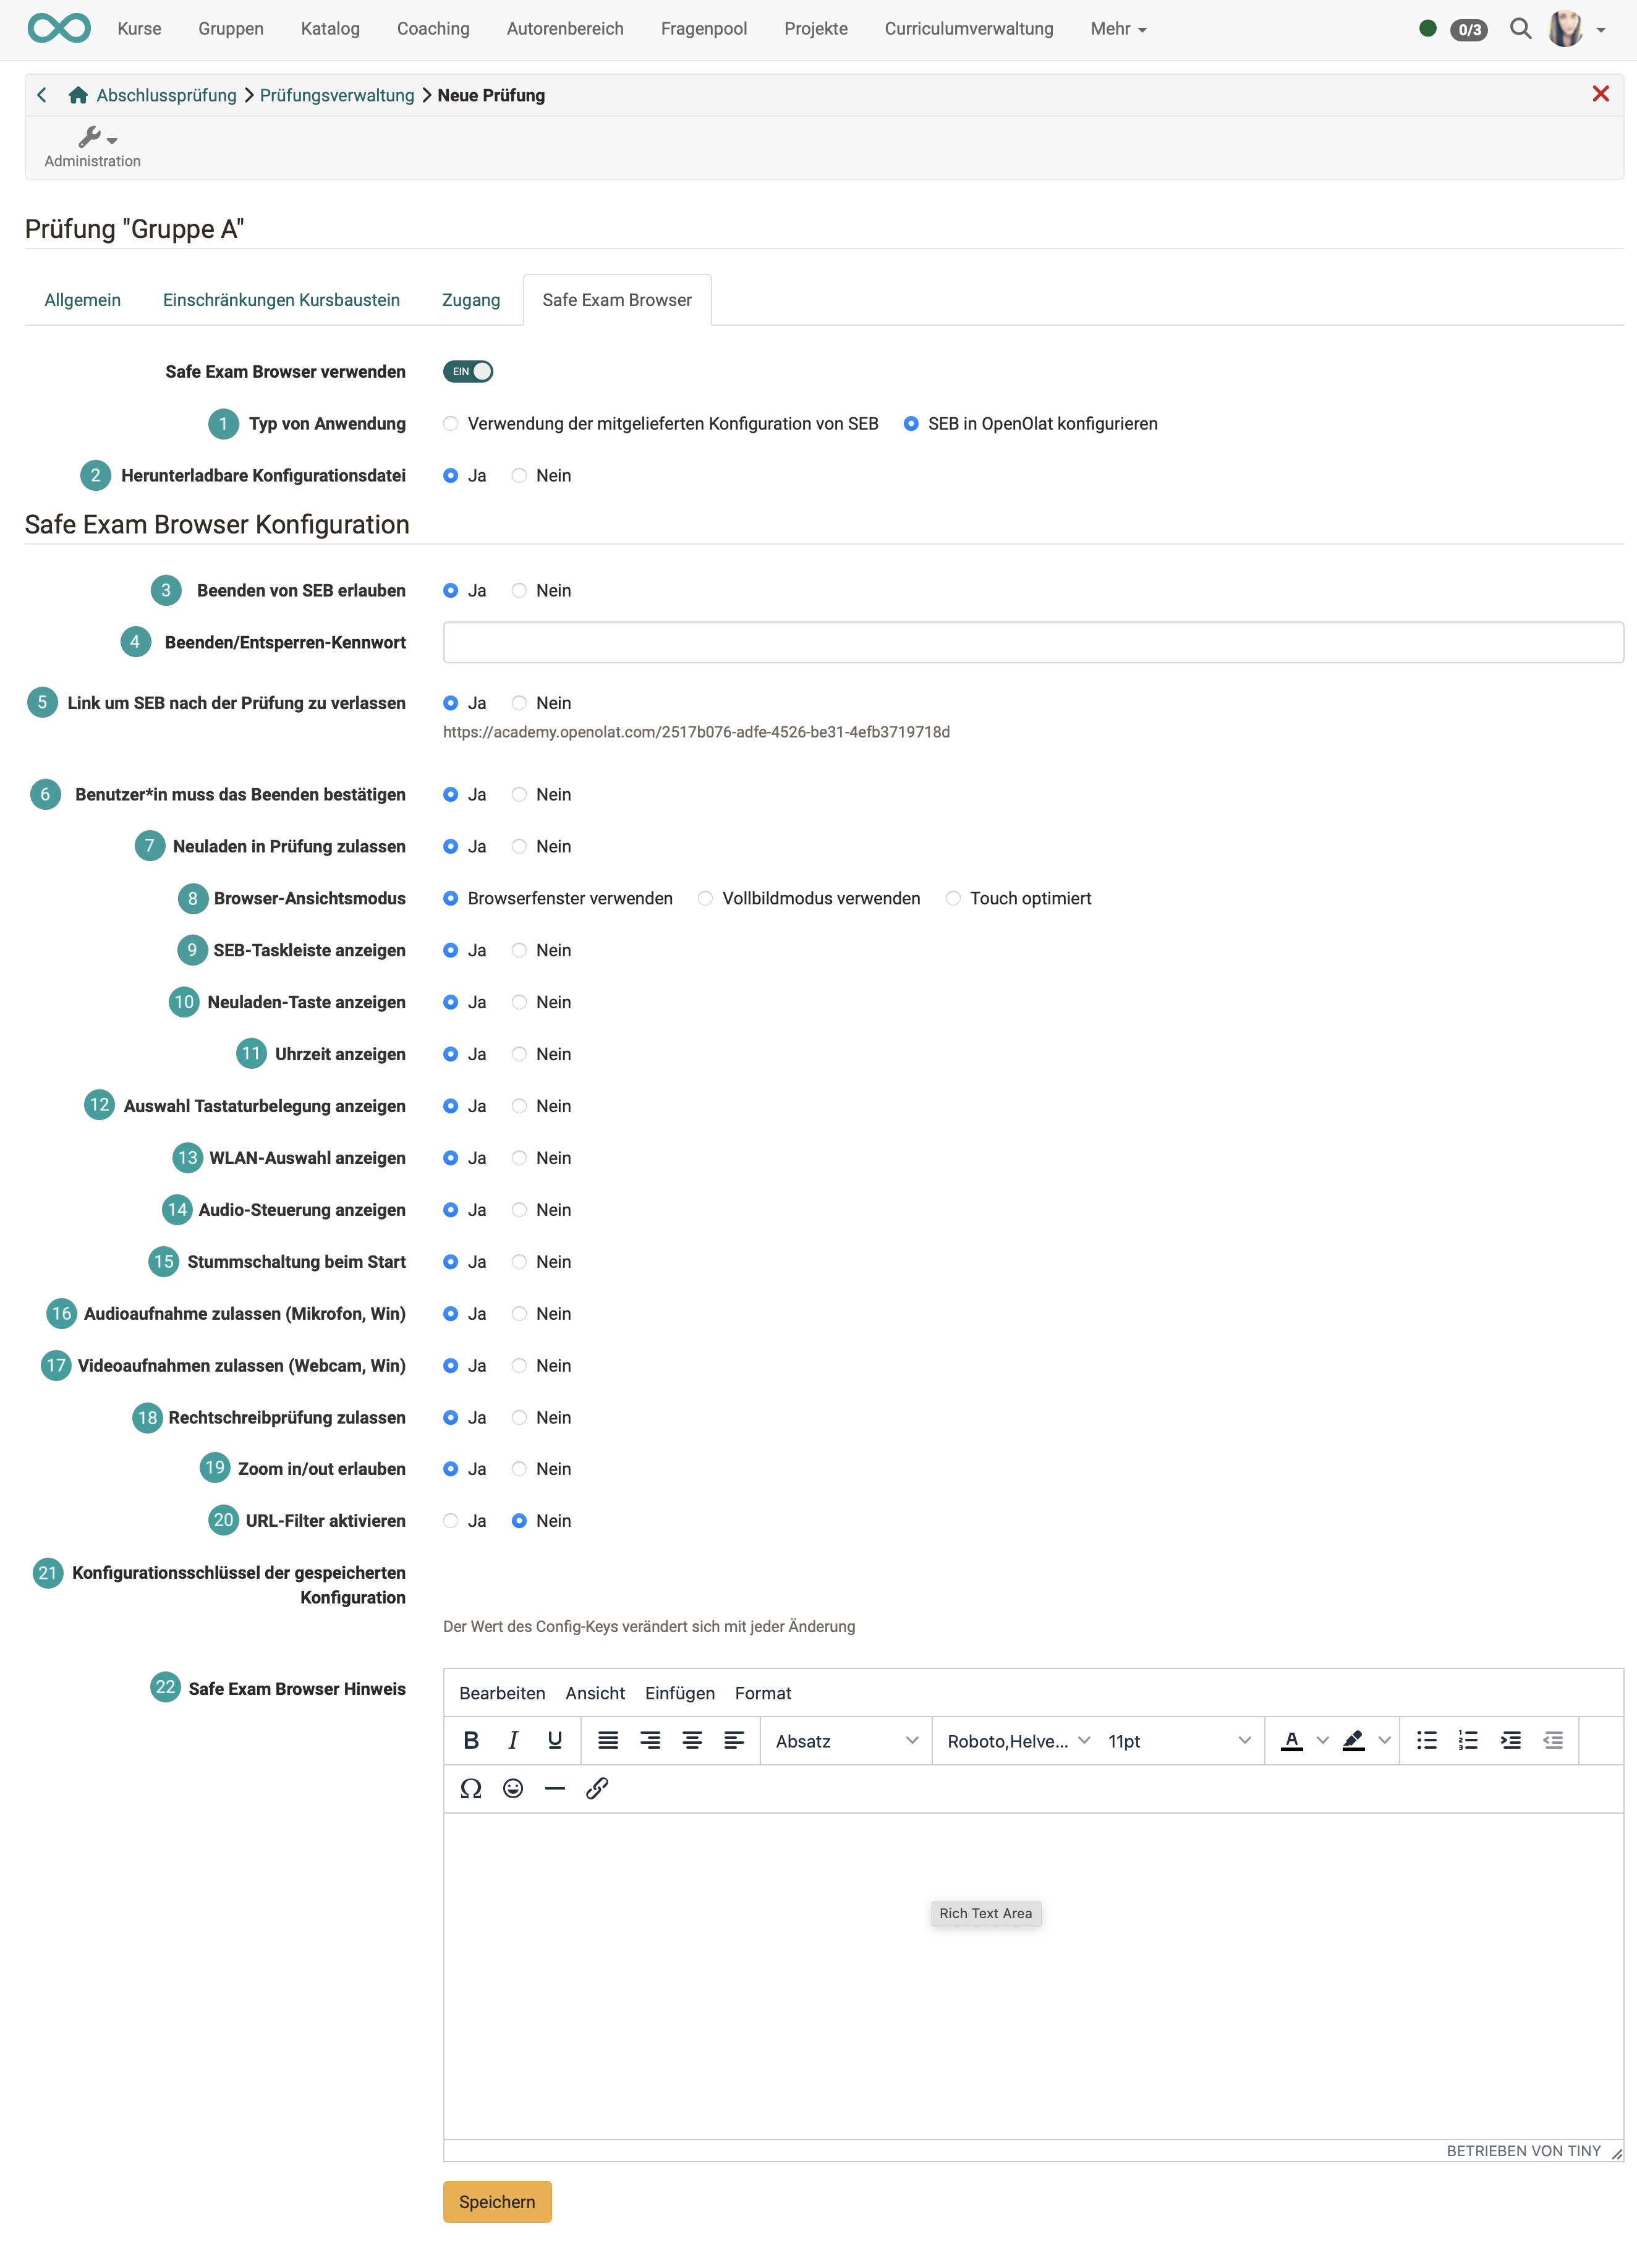 Kurse Gruppen Katalog Coaching Autorenbereich Fragenpool Projekte Curriculumverwaltung Mehr 0/3
Abschlussprüfung Prüfungsverwaltung Neue Prüfung
Administration
Prüfung "Gruppe A"
Allgemein Einschränkungen Kursbaustein Zugang Safe Exam Browser
Safe Exam Browser verwenden EIN
1 Typ von Anwendung Verwendung der mitgelieferten Konfiguration von SEB SEB in OpenOlat konfigurieren
2 Herunterladbare Konfigurationsdatei Ja Nein
Safe Exam Browser Konfiguration
3 Beenden von SEB erlauben Ja Nein
4 Beenden/Entsperren-Kennwort
5 Link um SEB nach der Prüfung zu verlassen Ja Nein
https://academy.openolat.com/2517b076-adfe-4526-be31-4efb3719718d
6 Benutzer*in muss das Beenden bestätigen Ja Nein
7 Neuladen in Prüfung zulassen Ja Nein
8 Browser-Ansichtsmodus Browserfenster verwenden Vollbildmodus verwenden Touch optimiert
9 SEB-Taskleiste anzeigen Ja Nein
10 Neuladen-Taste anzeigen Ja Nein
11 Uhrzeit anzeigen Ja Nein
12 Auswahl Tastaturbelegung anzeigen Ja Nein
13 WLAN-Auswahl anzeigen Ja Nein
14 Audio-Steuerung anzeigen Ja Nein
15 Stummschaltung beim Start Ja Nein
16 Audioaufnahme zulassen (Mikrofon, Win) Ja Nein
17 Videoaufnahmen zulassen (Webcam, Win) Ja Nein
18 Rechtschreibprüfung zulassen Ja Nein
19 Zoom in/out erlauben Ja Nein
20 URL-Filter aktivieren Ja Nein
21 Konfigurationsschlüssel der gespeicherten
Konfiguration
Der Wert des Config-Keys verändert sich mit jeder Änderung
22 Safe Exam Browser Hinweis
Bearbeiten Ansicht Einfügen Format
B I U Absatz Roboto,Helve... 11pt A
Rich Text Area
BETRIEBEN VON TINY
Speichern